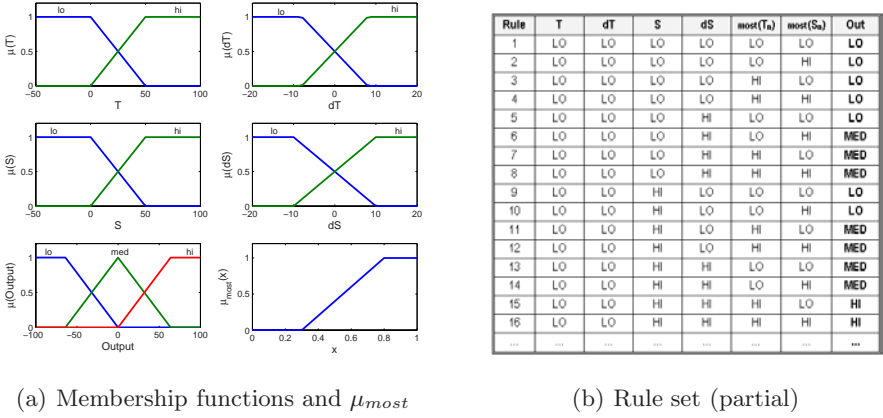 lo hi
1
0.5
0
μ(T)
−50 0 50 100
T
lo hi
1
0.5
0
μ(dT)
−20 −10 0 10 20
dT
lo hi
1
0.5
0
μ(S)
−50 0 50 100
S
lo hi
1
0.5
0
μ(dS)
−20 −10 0 10 20
dS
lo med hi
1
0.5
0
μ(Output)
−100 −50 0 50 100
Output
1
0.5
0
μmost(x)
0 0.2 0.4 0.6 0.8 1
x
(a) Membership functions and μmost
Rule T dT S dS most(Tn) most(Sn) Out
1 LO LO LO LO LO LO LO
2 LO LO LO LO LO HI LO
3 LO LO LO LO HI LO LO
4 LO LO LO LO HI HI LO
5 LO LO LO HI LO LO LO
6 LO LO LO HI LO HI MED
7 LO LO LO HI HI LO MED
8 LO LO LO HI HI HI MED
9 LO LO HI LO LO LO LO
10 LO LO HI LO LO HI LO
11 LO LO HI LO HI LO MED
12 LO LO HI LO HI HI MED
13 LO LO HI HI LO LO MED
14 LO LO HI HI LO HI MED
15 LO LO HI HI HI LO HI
16 LO LO HI HI HI HI HI
... ... ... ... ... ... ... ...
(b) Rule set (partial)